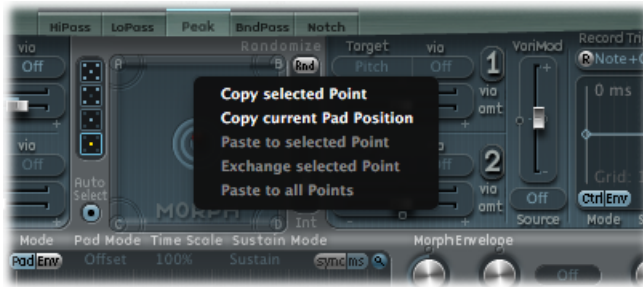 HiPass LoPass Peak BndPass Notch
via Randomize Target via VariMod Record Tri
Off A B Rnd Pitch Off 1 R Note+C
Copy selected Point via 0 ms
Copy current Pad Position amt
Paste to selected Point
via Exchange selected Point
Off Paste to all Points 2 Grid:
Auto via Off Ctrl Env
Select amt Source Mode
C MORPH D Int
Mode Pad Mode Time Scale Sustain Mode Morph Envelope
Pad Env Offset 100% Sustain sync ms Off